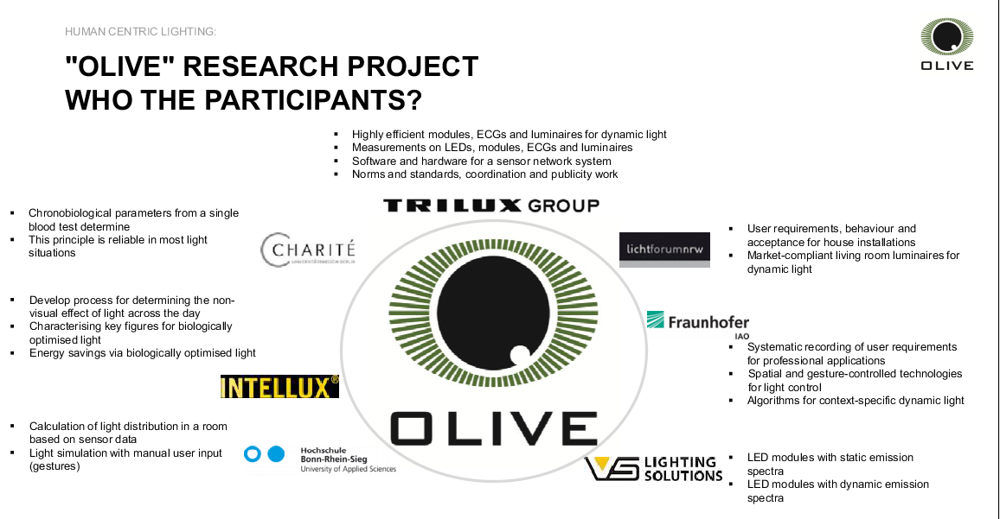 HUMAN CENTRIC LIGHTING:
"OLIVE" RESEARCH PROJECT
WHO THE PARTICIPANTS?
OLIVE
▪ Highly efficient modules, ECGs and luminaires for dynamic light
▪ Measurements on LEDs, modules, ECGs and luminaires
▪ Software and hardware for a sensor network system
▪ Norms and standards, coordination and publicity work
TRILUX GROUP
▪ Chronobiological parameters from a single
blood test determine
▪ This principle is reliable in most light
situations
CHARITÉ
UNIVERSITÄTSMEDIZIN BERLIN
lichtforumnrw
▪ User requirements, behaviour and
acceptance for house installations
▪ Market-compliant living room luminaires for
dynamic light
▪ Develop process for determining the non-
visual effect of light across the day
▪ Characterising key figures for biologically
optimised light
▪ Energy savings via biologically optimised light
INTELLUX®
Fraunhofer
IAO
▪ Systematic recording of user requirements
for professional applications
▪ Spatial and gesture-controlled technologies
for light control
▪ Algorithms for context-specific dynamic light
OLIVE
▪ Calculation of light distribution in a room
based on sensor data
▪ Light simulation with manual user input
(gestures)
Hochschule
Bonn-Rhein-Sieg
University of Applied Sciences
VS LIGHTING
SOLUTIONS
▪ LED modules with static emission
spectra
▪ LED modules with dynamic emission
spectra